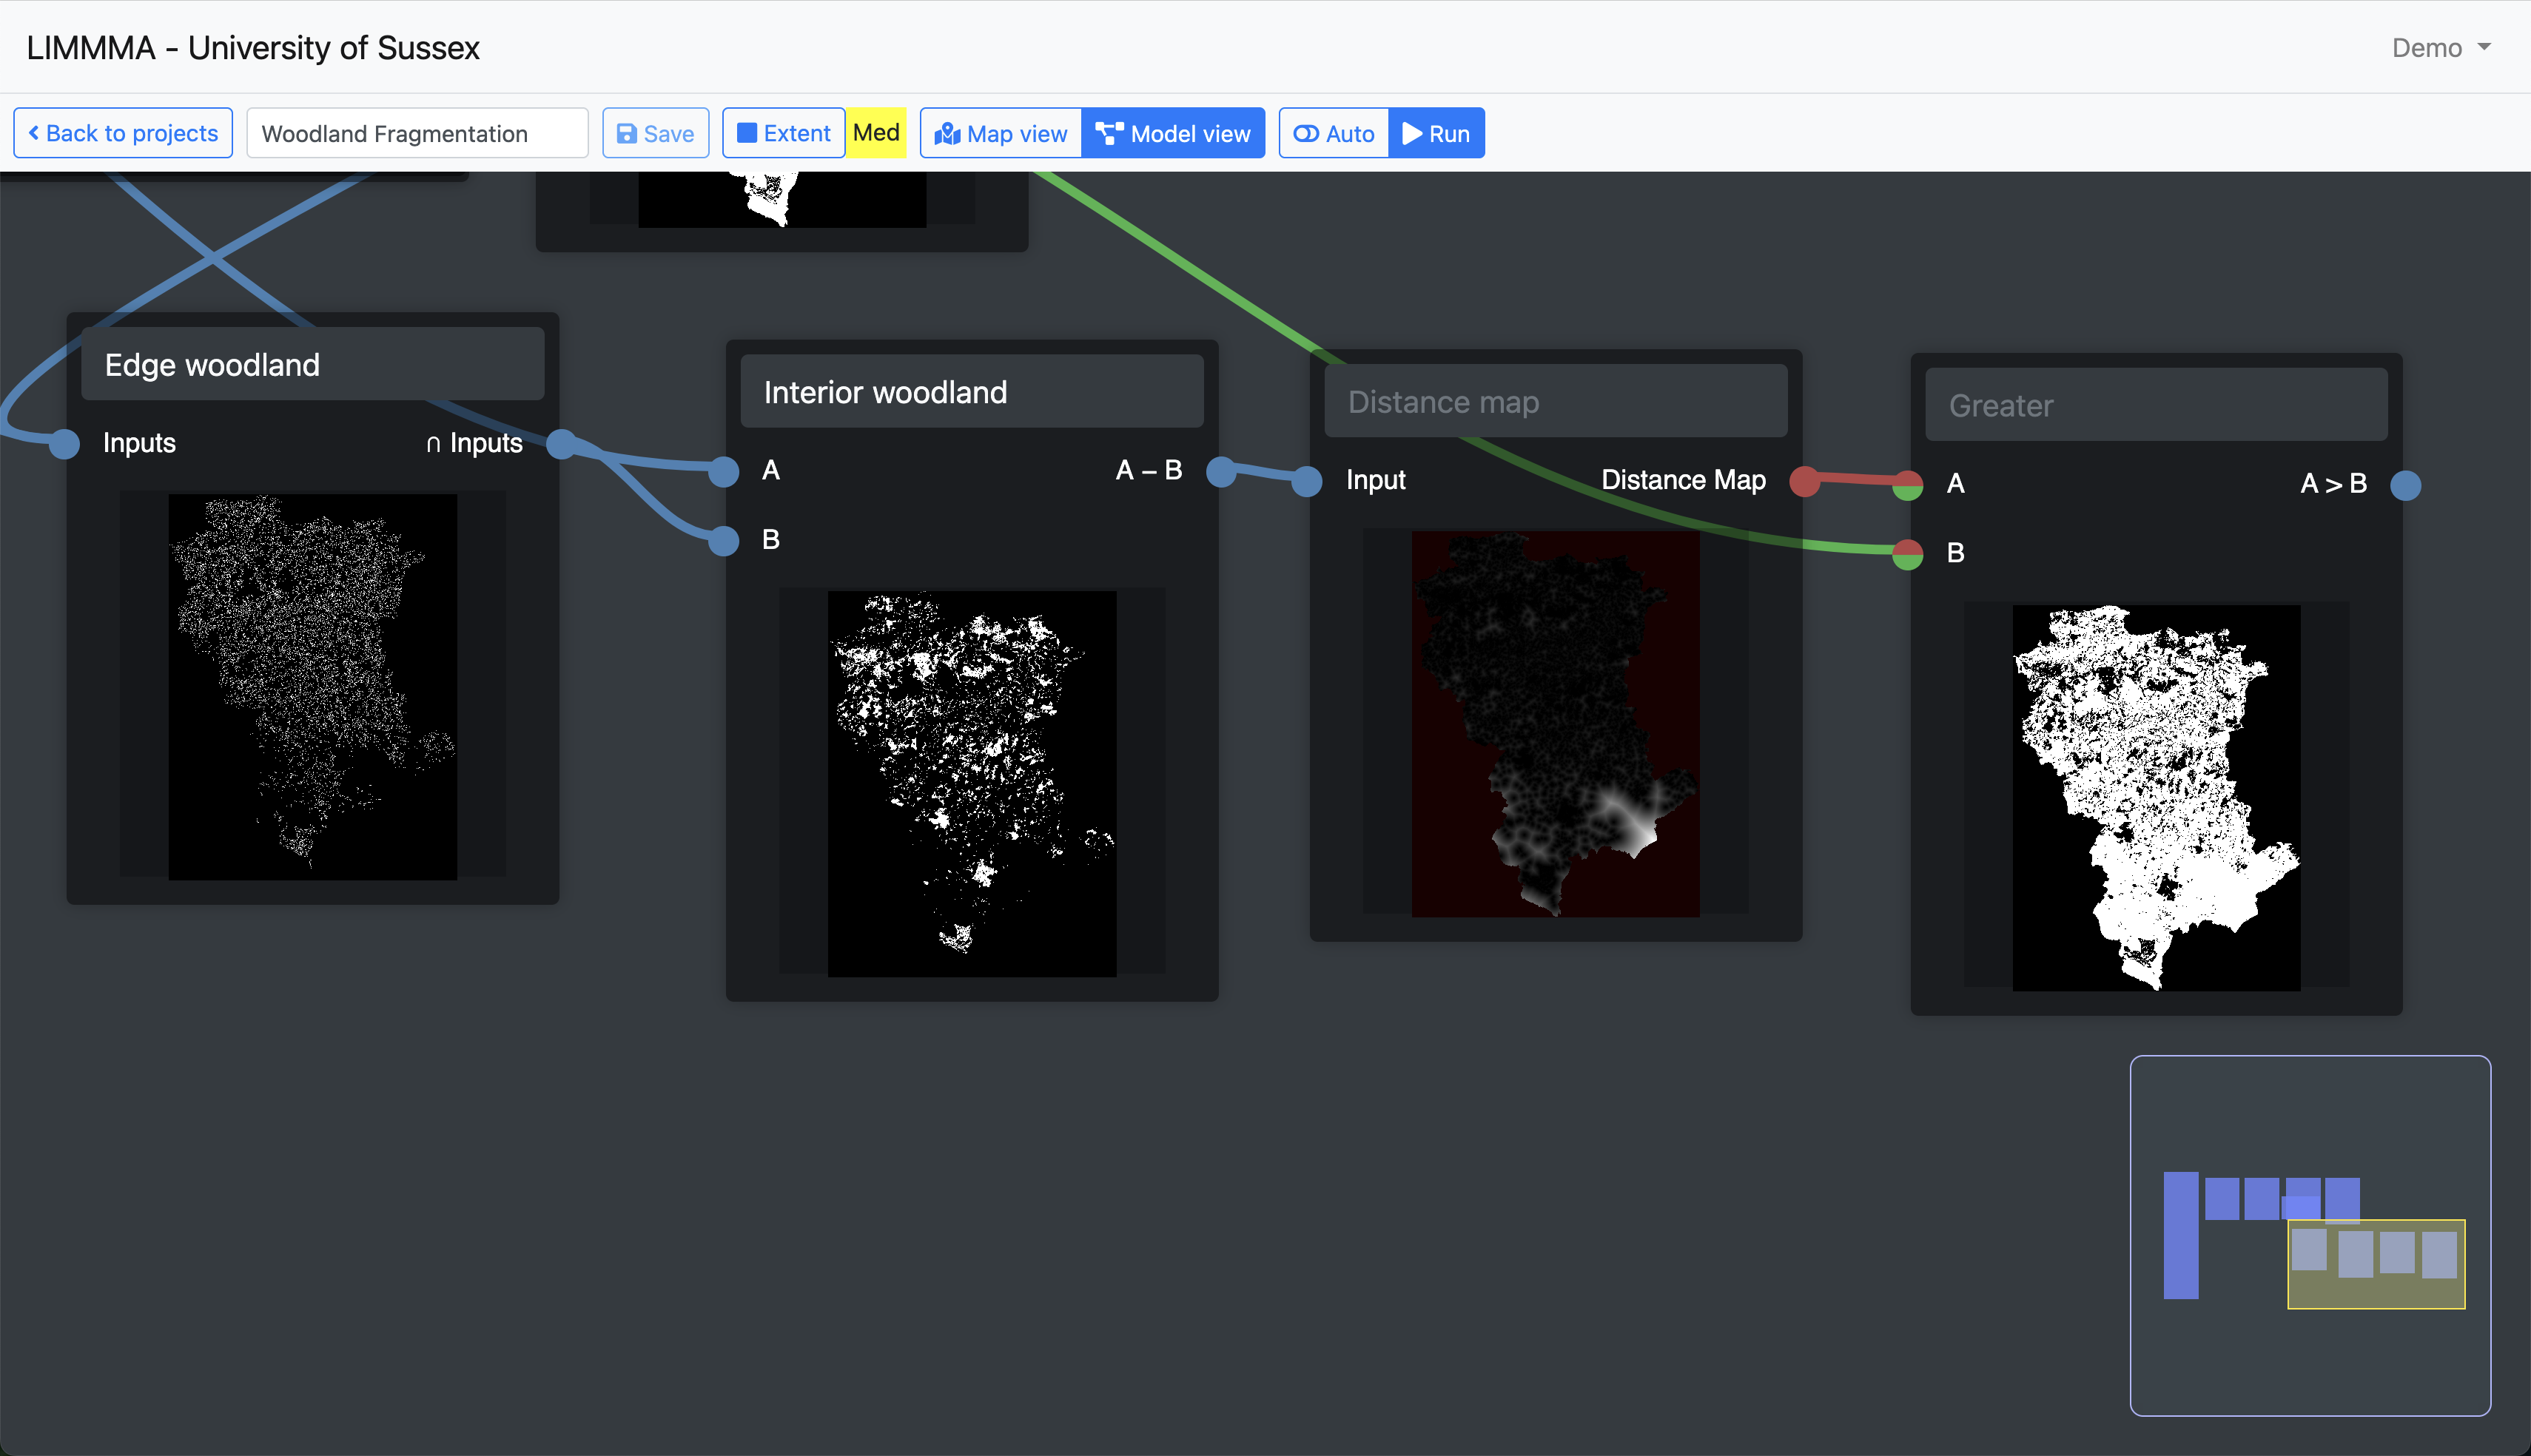 LIMMMA - University of Sussex
Demo
Back to projects
Woodland Fragmentation
Save
Extent
Med
Map view
Model view
Auto
Run
Edge woodland
Inputs
∩ Inputs
Interior woodland
A
A – B
B
Distance map
Input
Distance Map
Greater
A
A > B
B